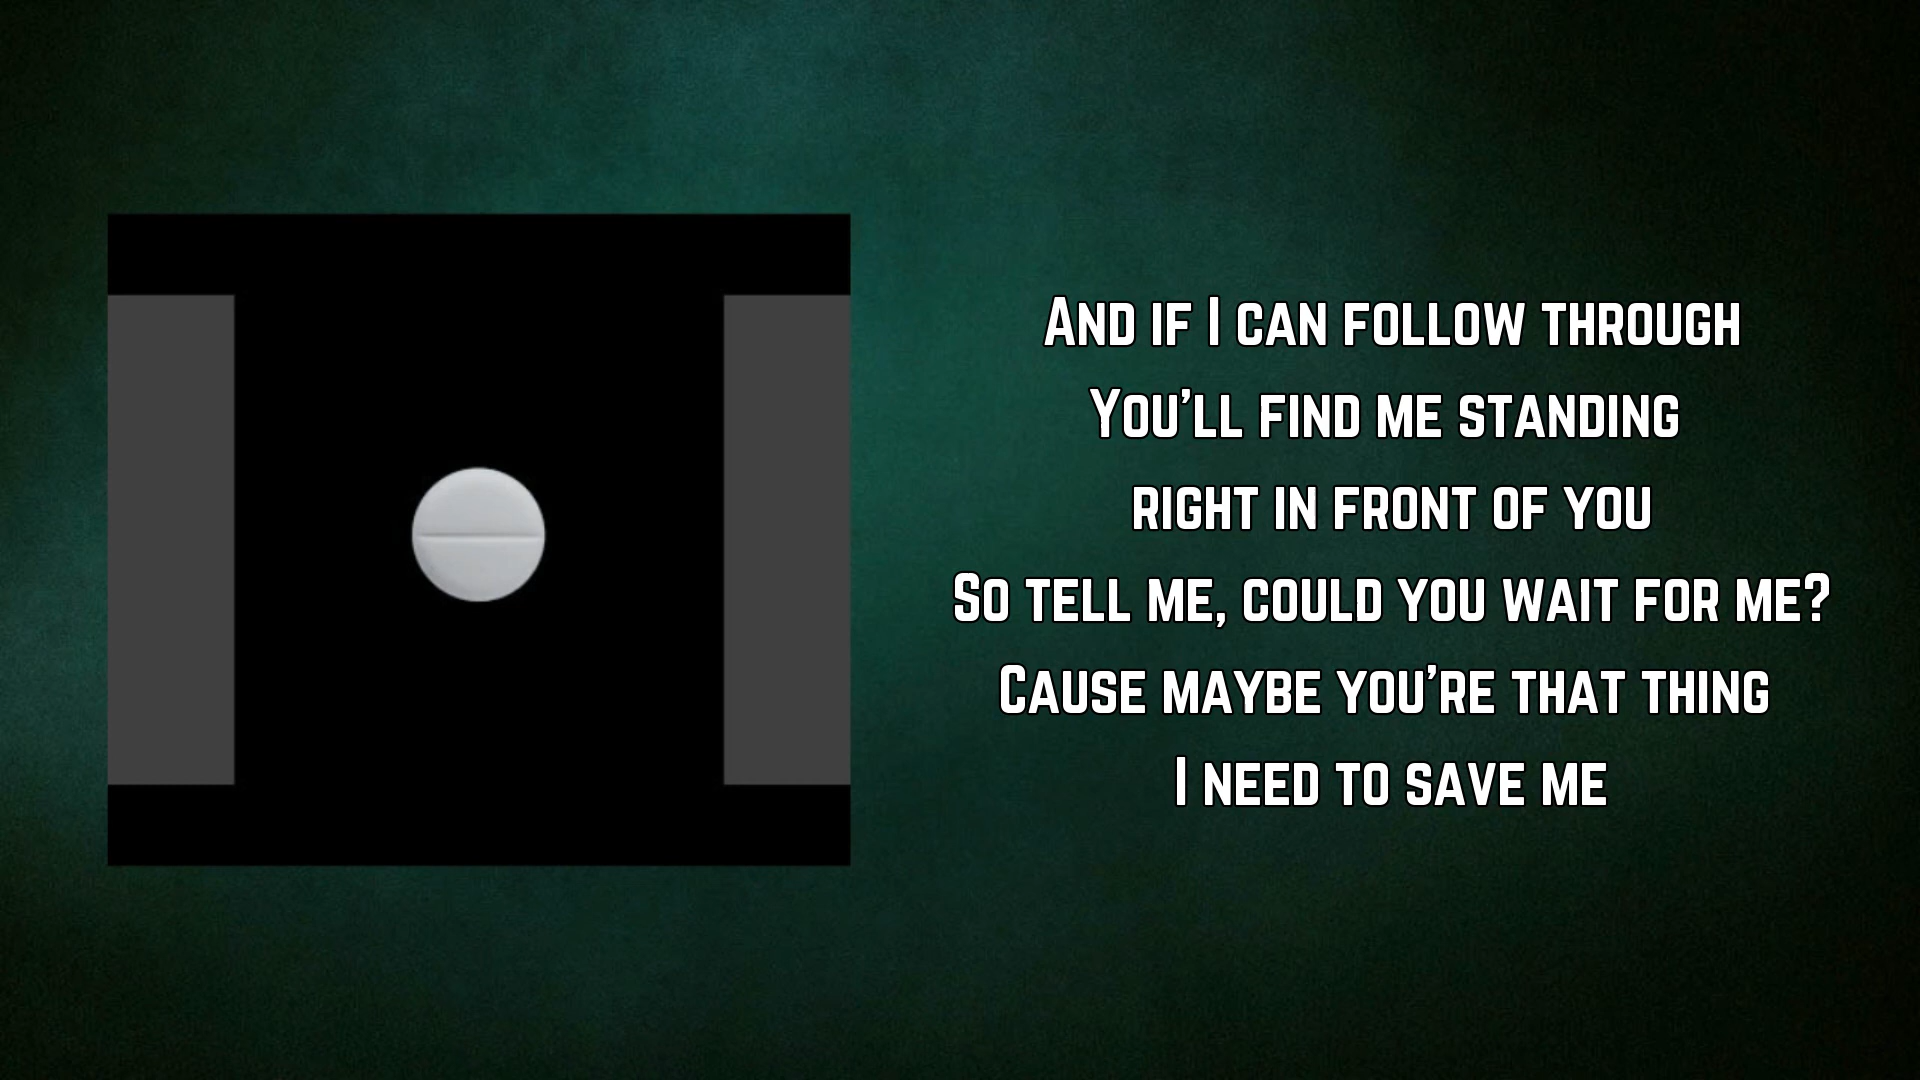 And if I can follow through
You'll find me standing
right in front of you
So tell me, could you wait for me?
Cause maybe you're that thing
I need to save me